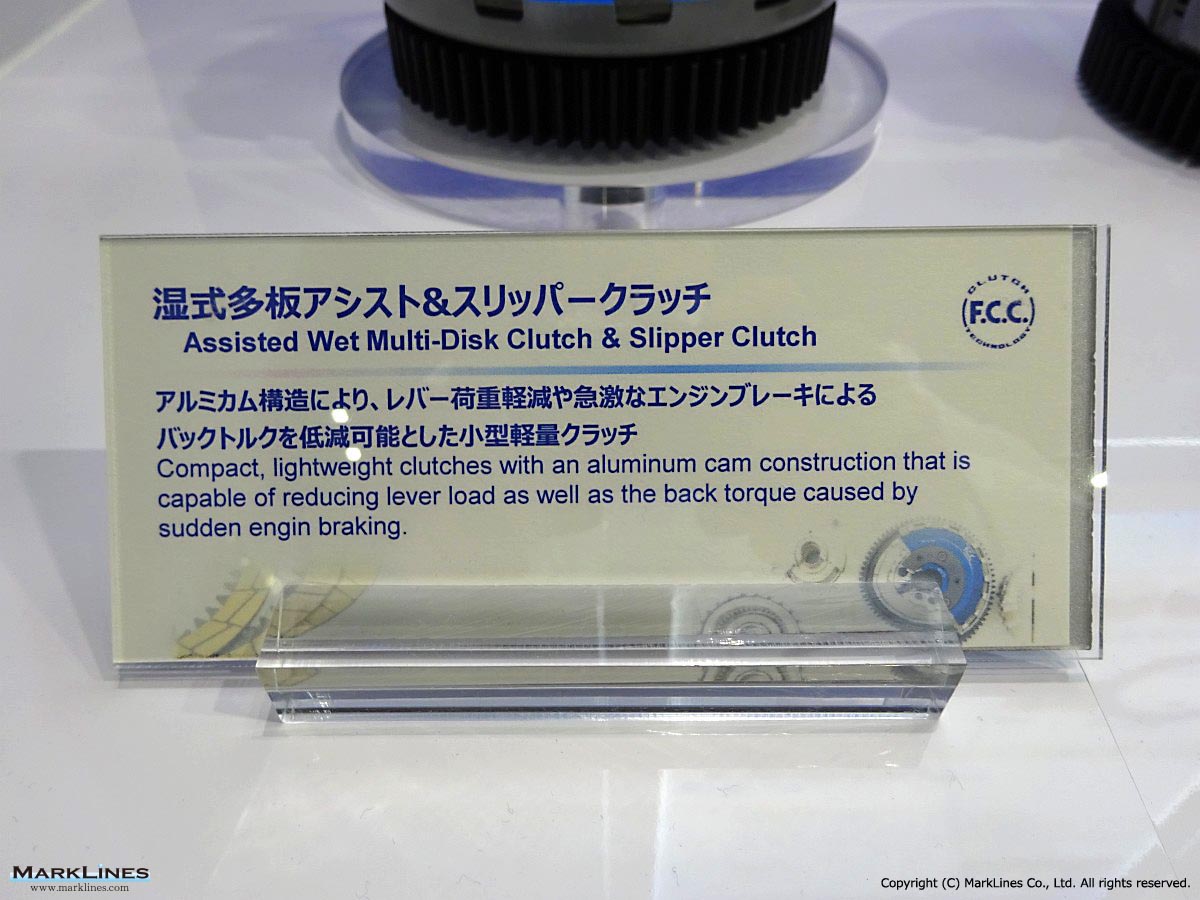 湿式多板アシスト&スリッパークラッチ
Assisted Wet Multi-Disk Clutch & Slipper Clutch
CLUTCH
F.C.C.
TECHNOLOGY
アルミカム構造により、レバー荷重軽減や急激なエンジンブレーキによる
バックトルクを低減可能とした小型軽量クラッチ
Compact, lightweight clutches with an aluminum cam construction that is
capable of reducing lever load as well as the back torque caused by
sudden engin braking.
MARKLINES
www.marklines.com
Copyright (C) MarkLines Co., Ltd. All rights reserved.